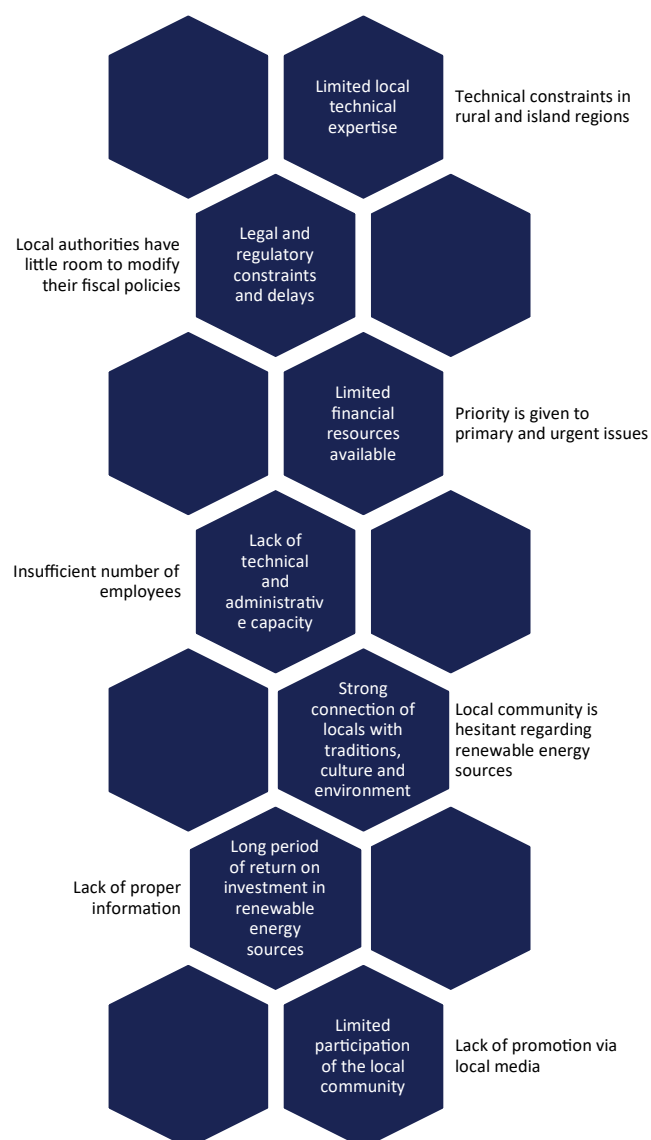 Limited local
technical
expertise
Technical constraints in
rural and island regions
Local authorities have
little room to modify
their fiscal policies
Legal and
regulatory
constraints
and delays
Limited
financial
resources
available
Priority is given to
primary and urgent issues
Insufficient number of
employees
Lack of
technical
and
administrativ
e capacity
Strong
connection of
locals with
traditions,
culture and
environment
Local community is
hesitant regarding
renewable energy
sources
Lack of proper
information
Long period
of return on
investment in
renewable
energy
sources
Limited
participation
of the local
community
Lack of promotion via
local media